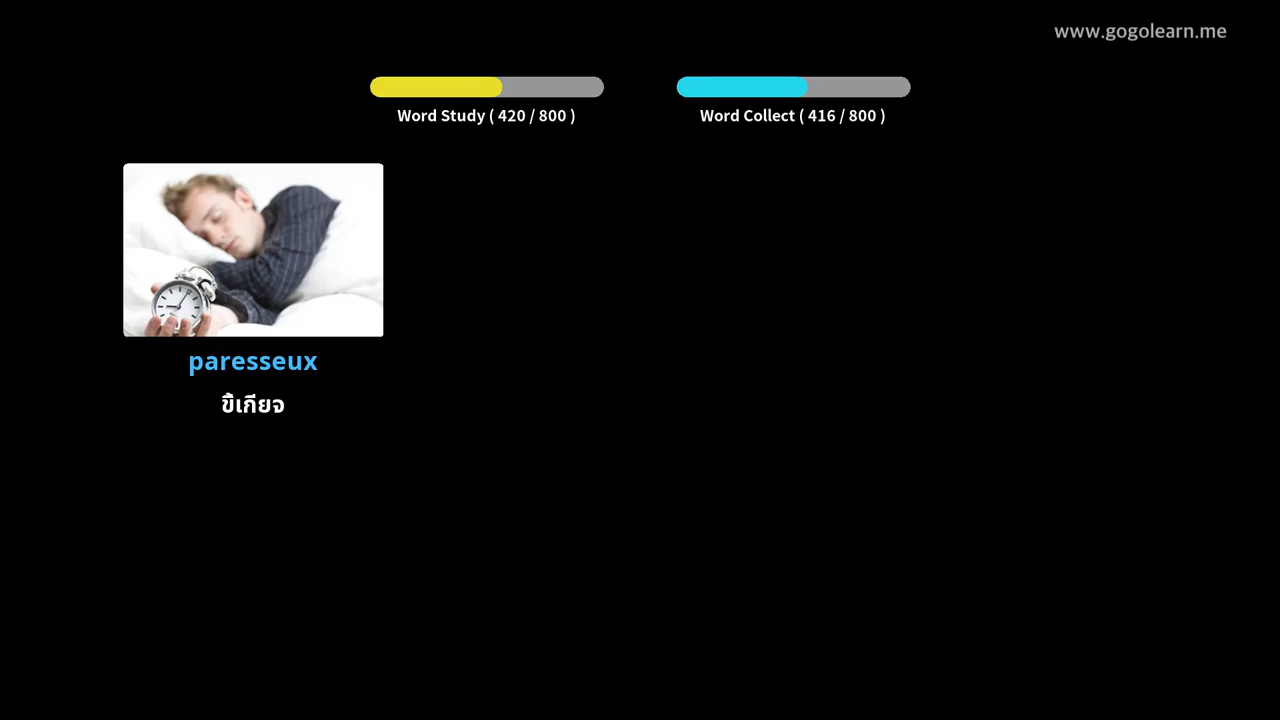 www.gogolearn.me
Word Study ( 420 / 800 )
Word Collect ( 416 / 800 )
paresseux
ขี้เกียจ